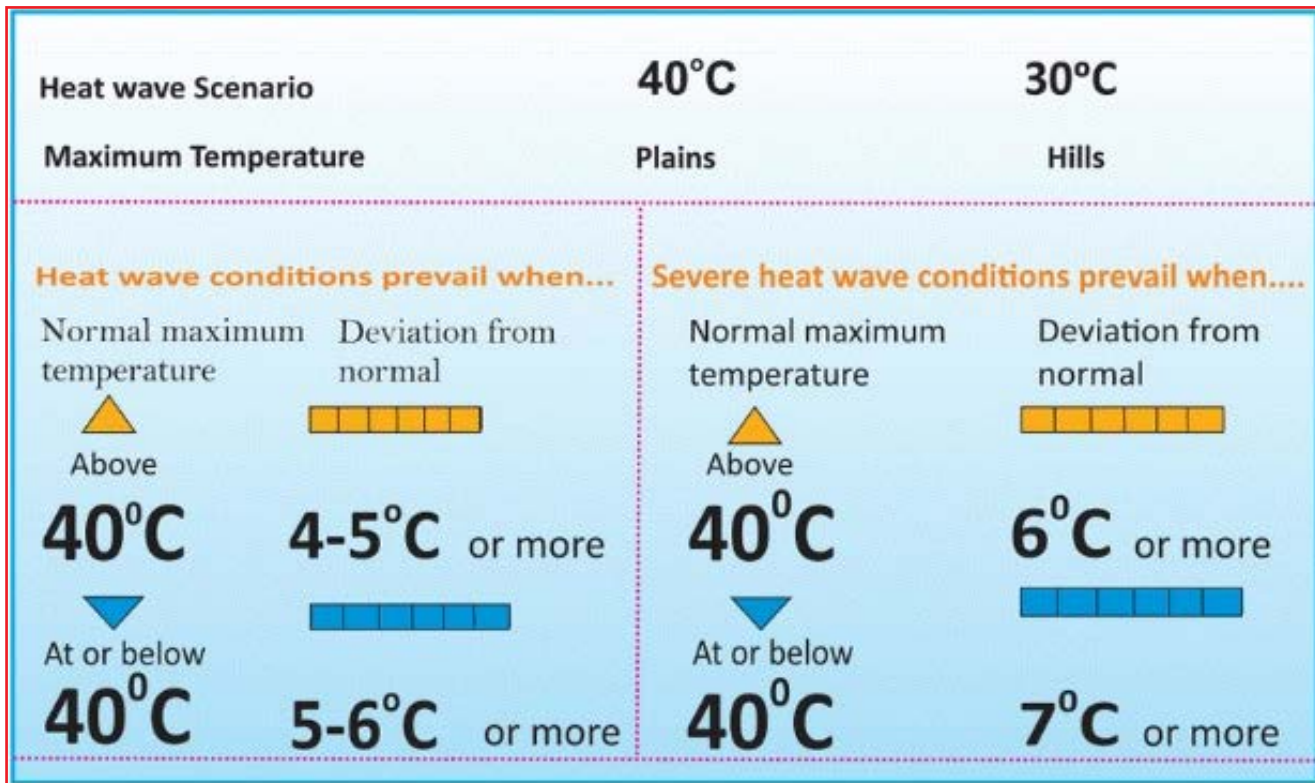 Heat wave Scenario 40°C 30°C
Maximum Temperature Plains Hills
Heat wave conditions prevail when...
Normal maximum Deviation from
temperature normal
Above
40°C 4-5°C or more
At or below
40°C 5-6°C or more
Severe heat wave conditions prevail when....
Normal maximum Deviation from
temperature normal
Above
40°C 6°C or more
At or below
40°C 7°C or more